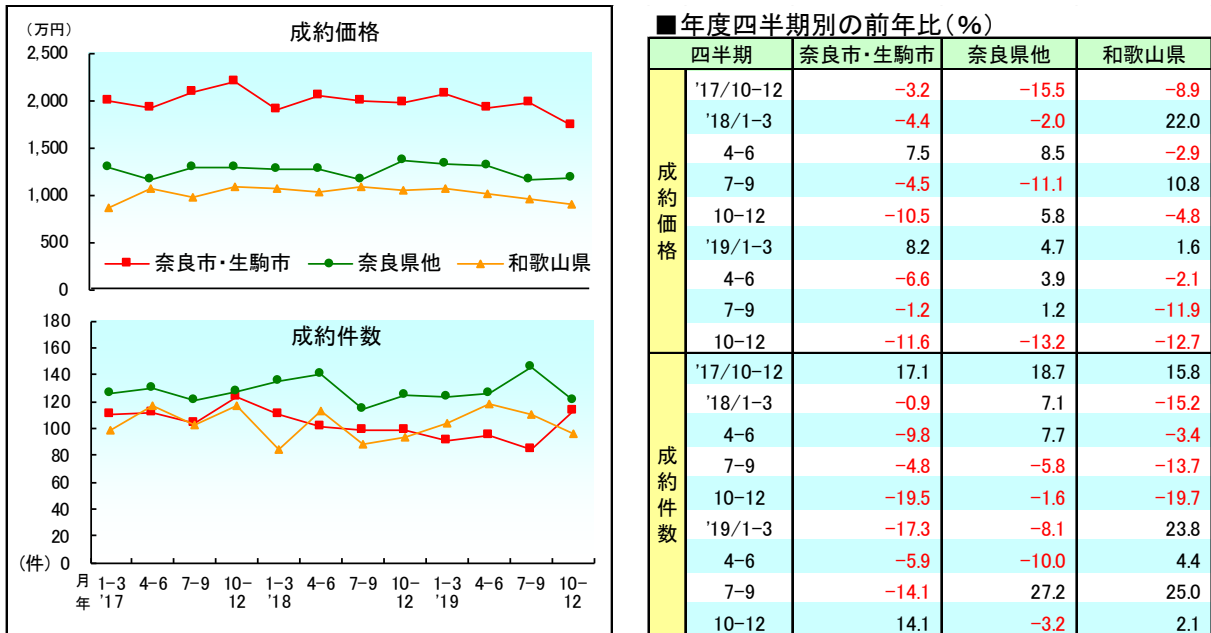 (万円)
成約価格
2,500
2,000
1,500
1,000
500
0
奈良市・生駒市
奈良県他
和歌山県
成約件数
180
160
140
120
100
80
60
40
20
0
(件)
月 1-3 4-6 7-9 10-12 1-3 4-6 7-9 10-12 1-3 4-6 7-9 10-12
年 '17 '18 '19
■年度四半期別の前年比(%)
四半期 奈良市・生駒市 奈良県他 和歌山県
成約価格
'17/10-12 -3.2 -15.5 -8.9
'18/1-3 -4.4 -2.0 22.0
4-6 7.5 8.5 -2.9
7-9 -4.5 -11.1 10.8
10-12 -10.5 5.8 -4.8
'19/1-3 8.2 4.7 1.6
4-6 -6.6 3.9 -2.1
7-9 -1.2 1.2 -11.9
10-12 -11.6 -13.2 -12.7
成約件数
'17/10-12 17.1 18.7 15.8
'18/1-3 -0.9 7.1 -15.2
4-6 -9.8 7.7 -3.4
7-9 -4.8 -5.8 -13.7
10-12 -19.5 -1.6 -19.7
'19/1-3 -17.3 -8.1 23.8
4-6 -5.9 -10.0 4.4
7-9 -14.1 27.2 25.0
10-12 14.1 -3.2 2.1